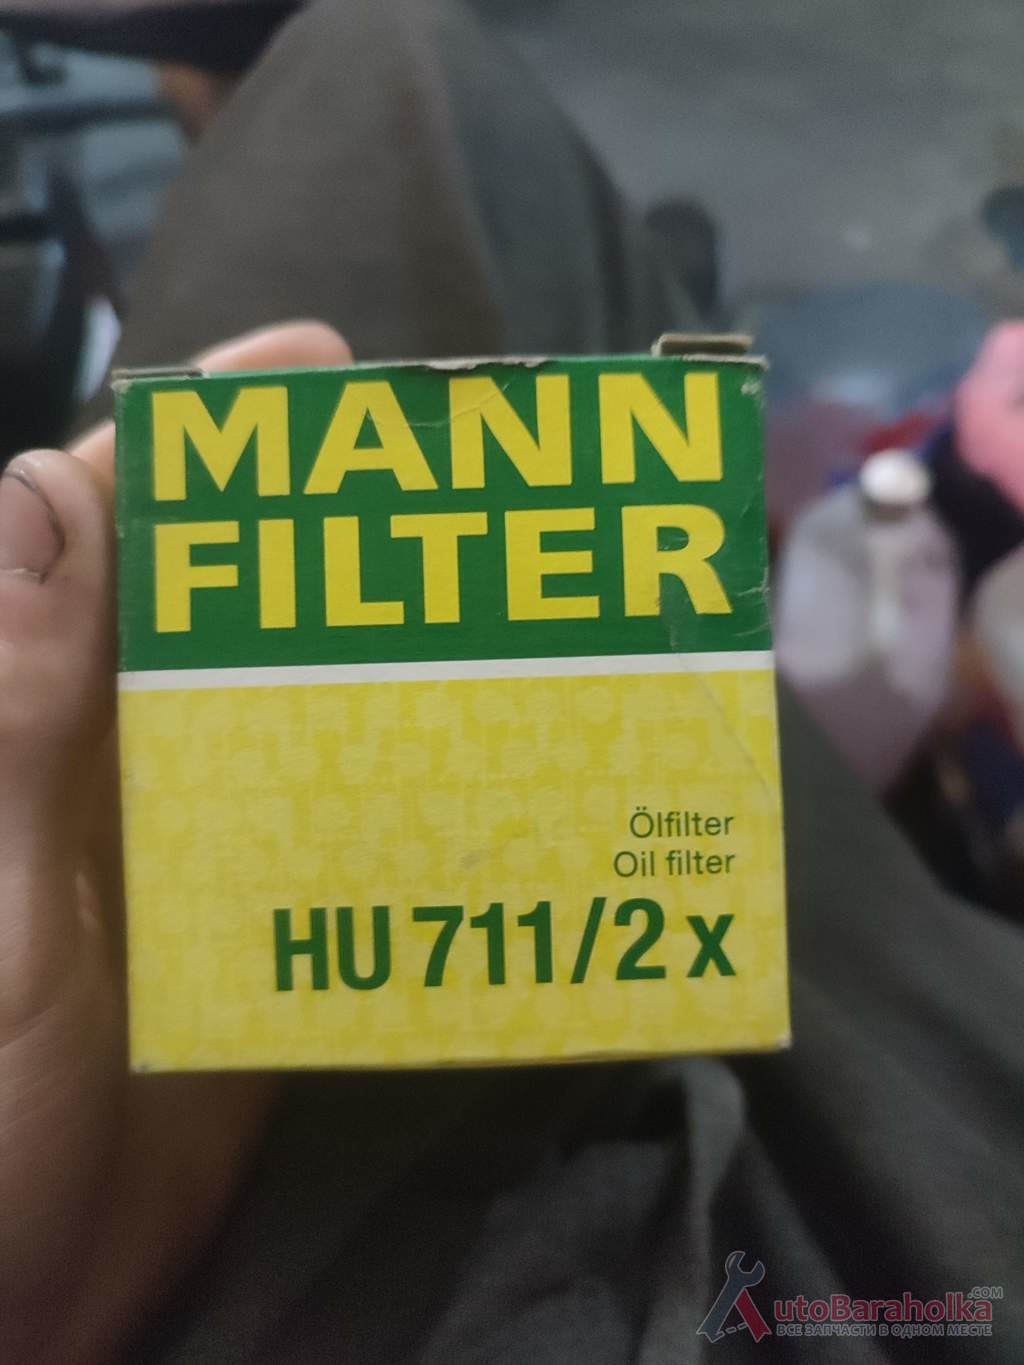 MANN
FILTER
Ölfilter
Oil filter
HU 711/2 x
AutoBaraholka.COM
ВСЕ ЗАПЧАСТИ В ОДНОМ МЕСТЕ